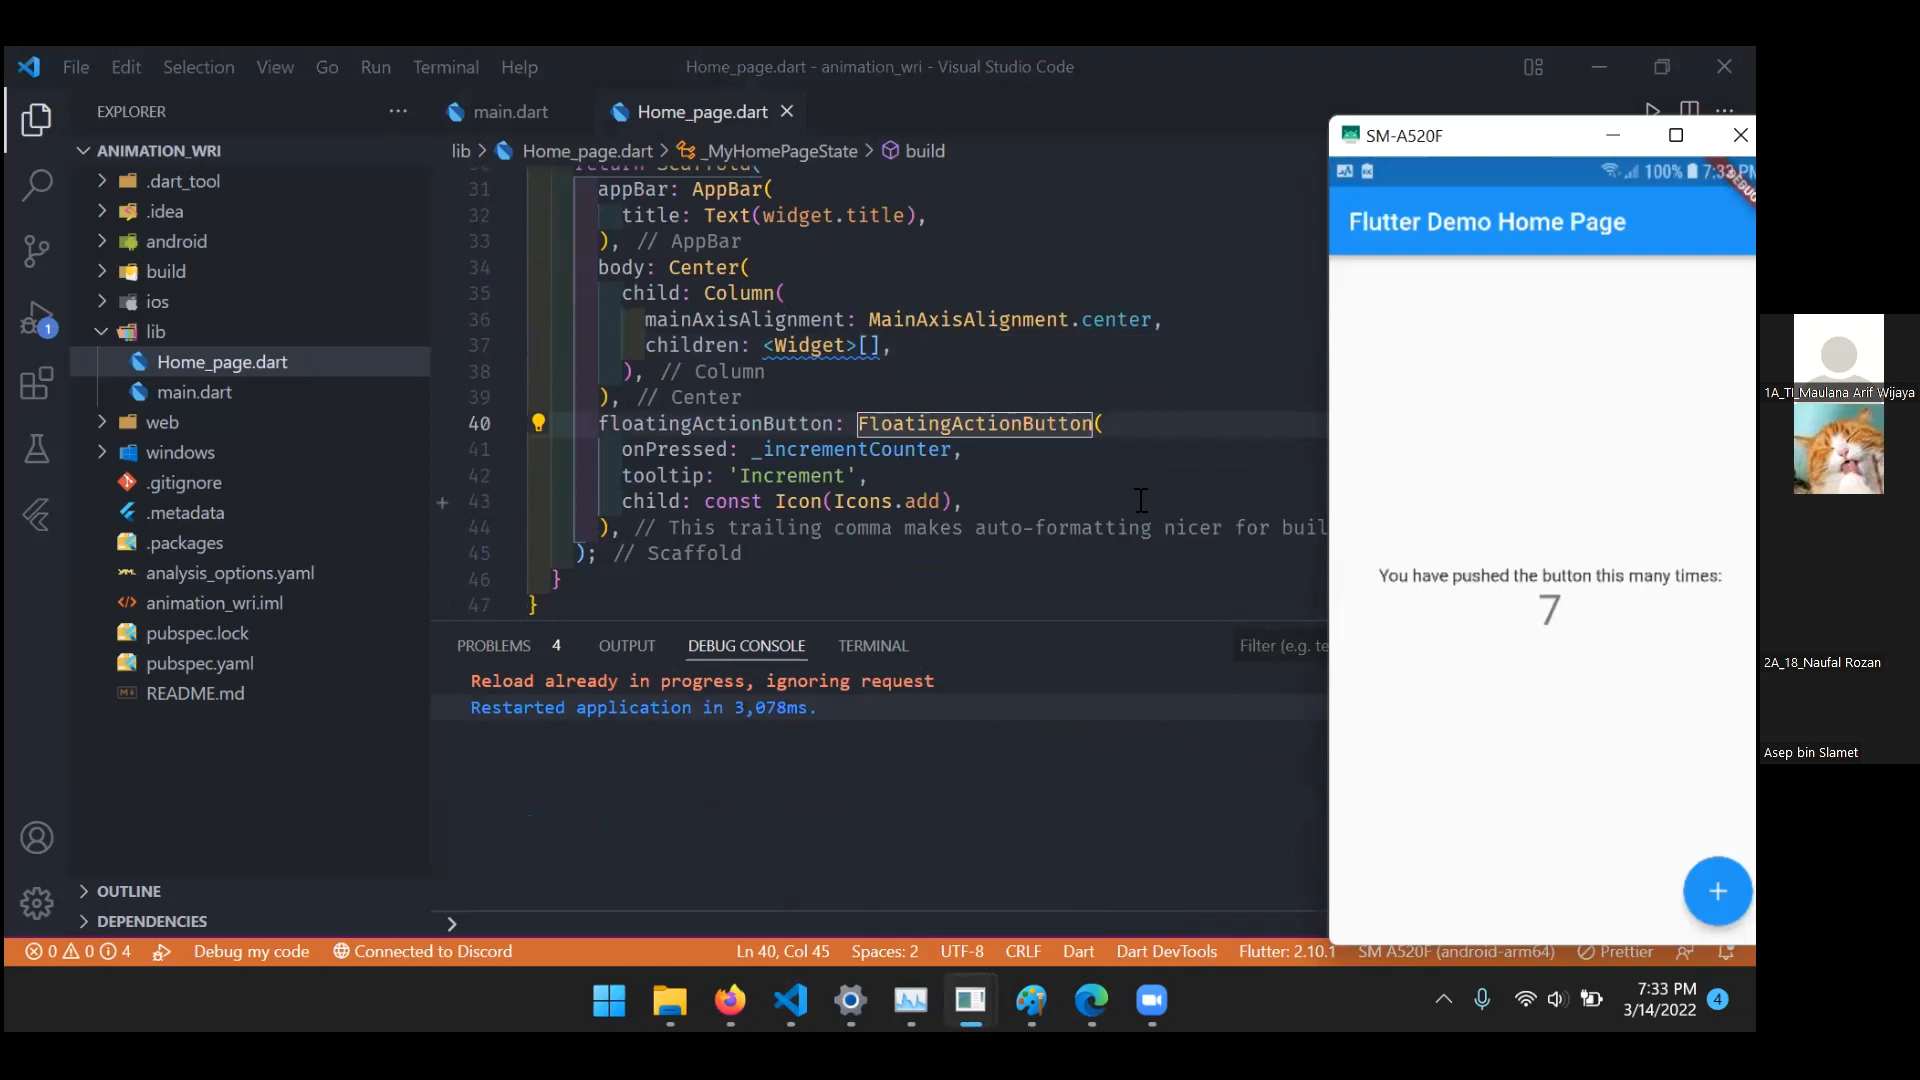 File Edit Selection View Go Run Terminal Help
Home_page.dart - animation_wri - Visual Studio Code
EXPLORER
main.dart
Home_page.dart
ANIMATION_WRI
lib > Home_page.dart > _MyHomePageState > build
.dart_tool
.idea
android
build
ios
lib
Home_page.dart
main.dart
web
windows
.gitignore
.metadata
.packages
analysis_options.yaml
animation_wri.iml
pubspec.lock
pubspec.yaml
README.md
OUTLINE
DEPENDENCIES
1
return Scaffold(
31 appBar: AppBar(
32 title: Text(widget.title),
33 ), // AppBar
34 body: Center(
35 child: Column(
36 mainAxisAlignment: MainAxisAlignment.center,
37 children: <Widget>[],
38 ), // Column
39 ), // Center
40 floatingActionButton: FloatingActionButton(
41 onPressed: _incrementCounter,
42 tooltip: 'Increment',
43 child: const Icon(Icons.add),
44 ), // This trailing comma makes auto-formatting nicer for buil
45 ); // Scaffold
46 }
47 }
PROBLEMS 4 OUTPUT DEBUG CONSOLE TERMINAL
Filter (e.g. te
Reload already in progress, ignoring request
Restarted application in 3,078ms.
SM-A520F
100% 7:33 PM
DEBUG
Flutter Demo Home Page
You have pushed the button this many times:
7
1A_TI_Maulana Arif Wijaya
2A_18_Naufal Rozan
Asep bin Slamet
0 0 4 Debug my code Connected to Discord
Ln 40, Col 45 Spaces: 2 UTF-8 CRLF Dart Dart DevTools Flutter: 2.10.1 SM A520F (android-arm64) Prettier
7:33 PM
3/14/2022
4